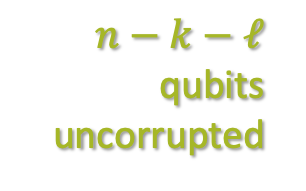 n − k − ℓ
qubits
uncorrupted